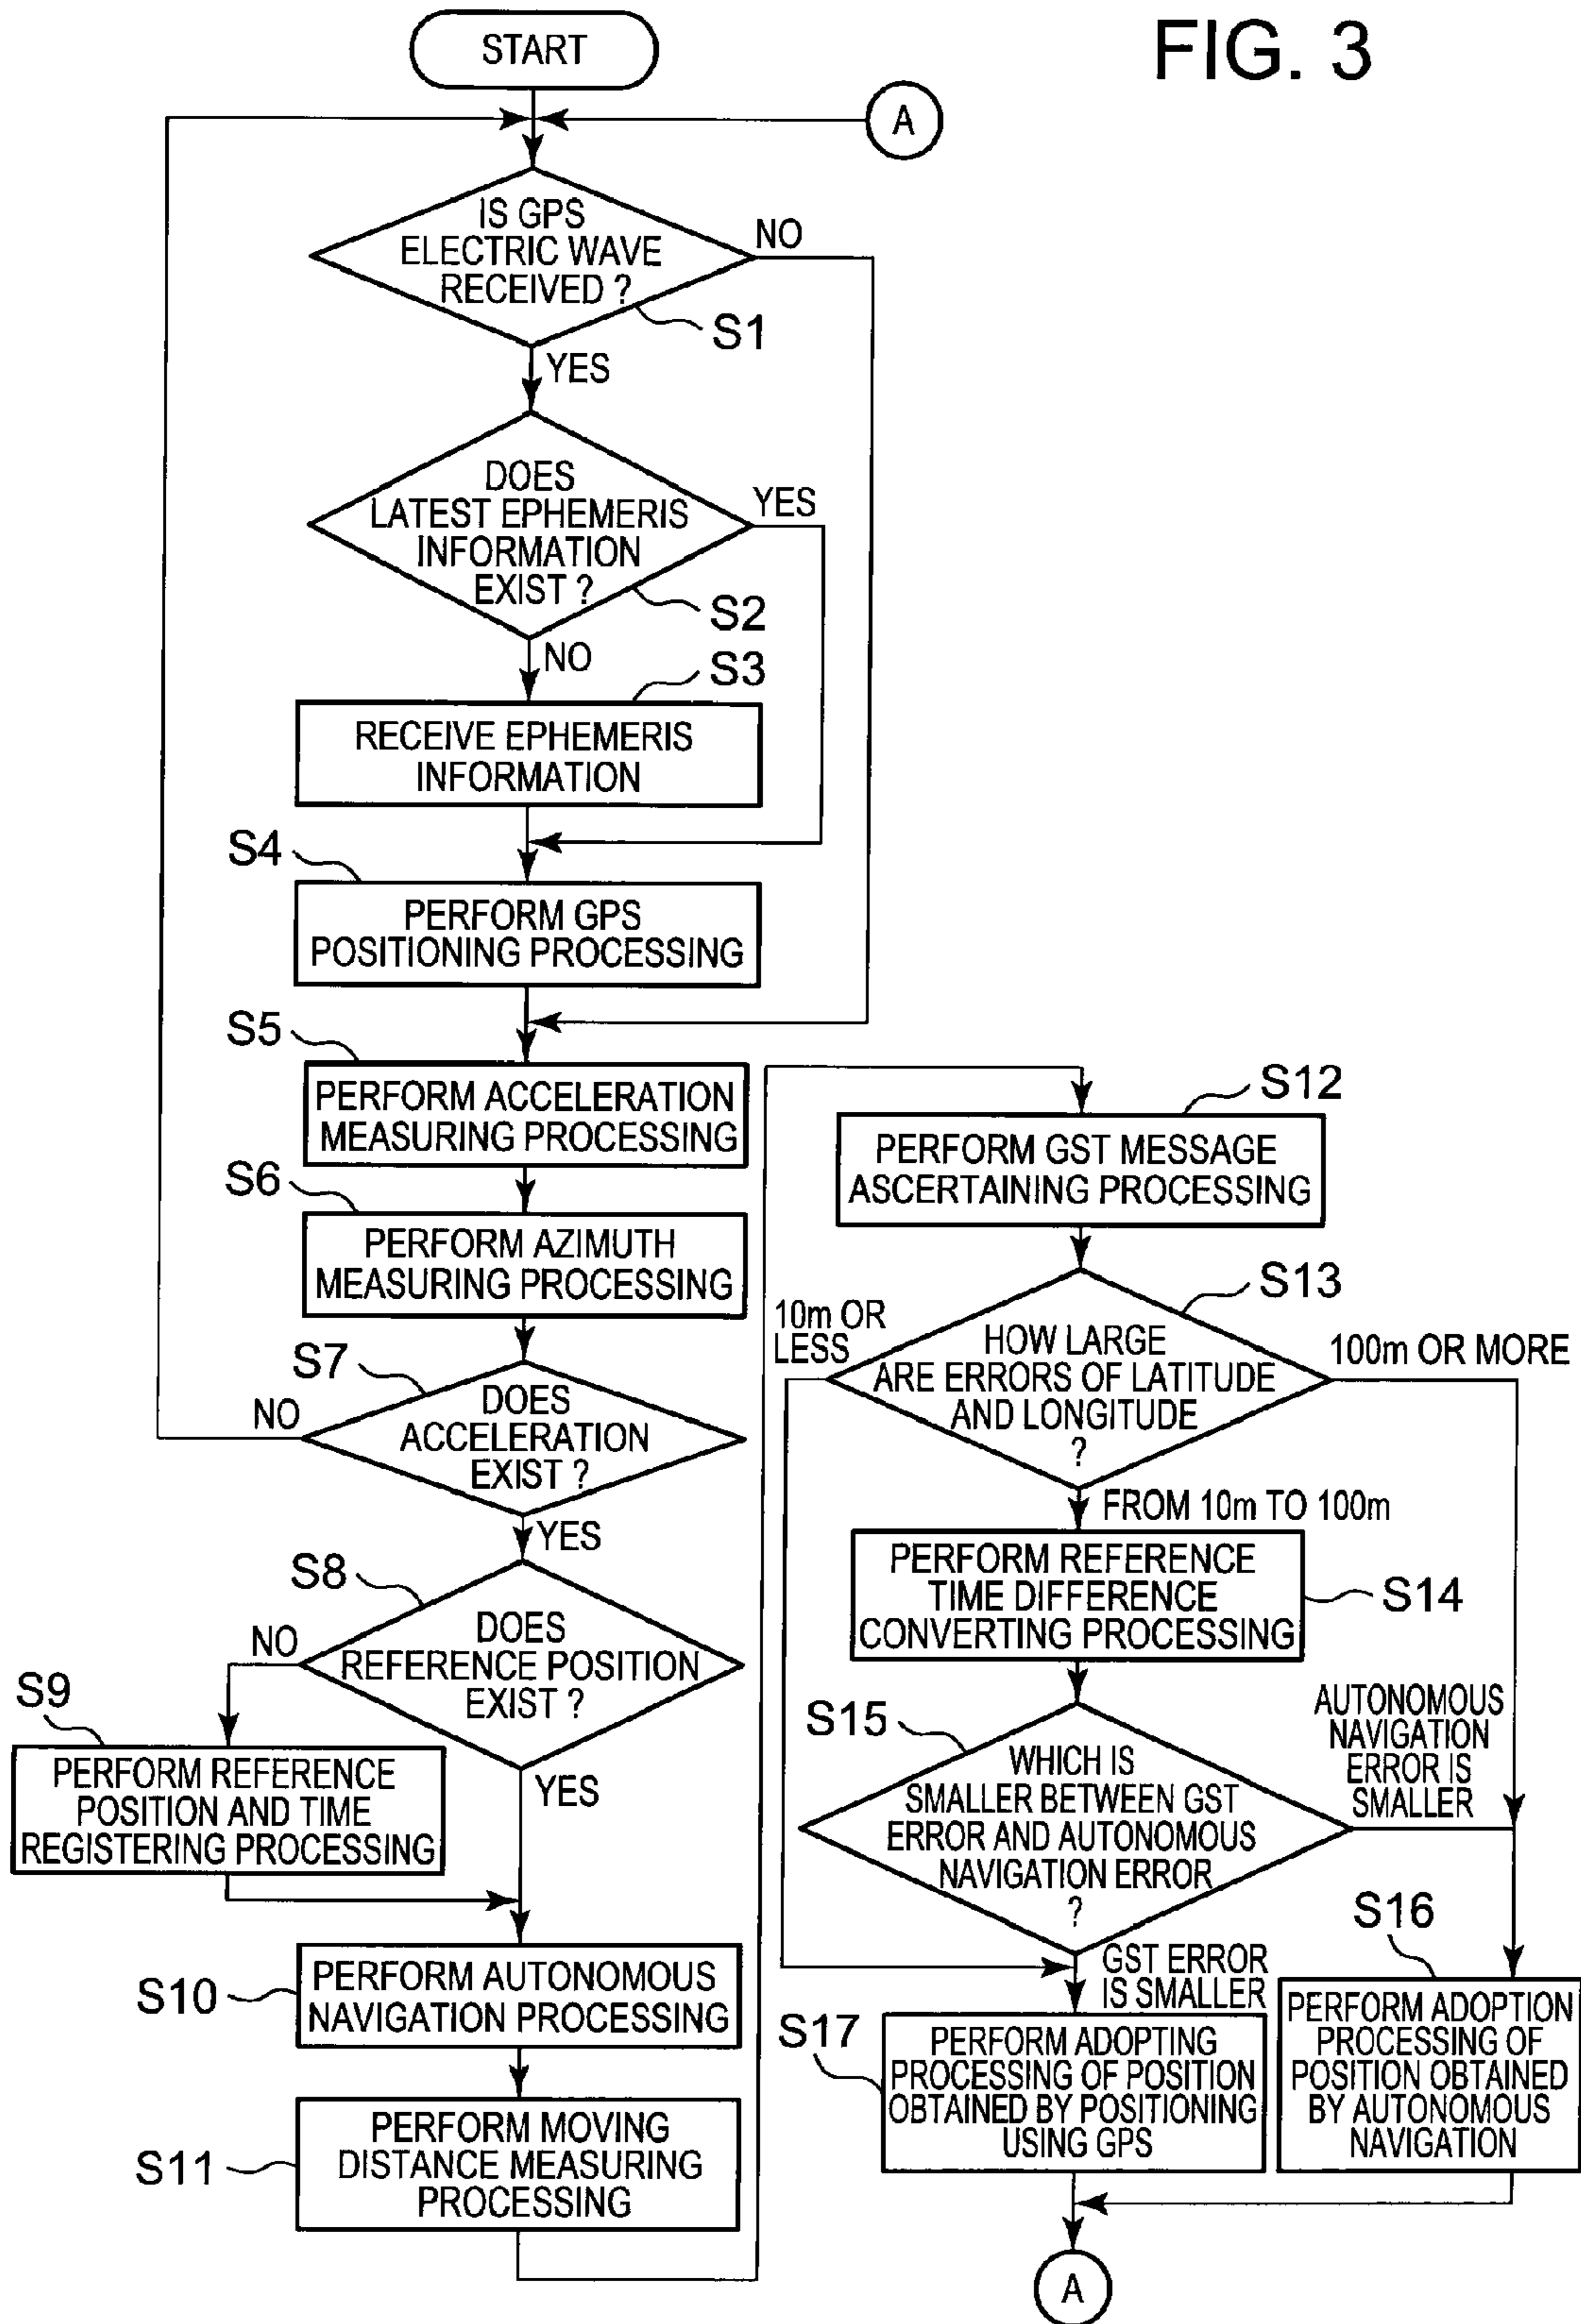 FIG. 3
START
A
IS GPS
ELECTRIC WAVE
RECEIVED ?
NO
S1
YES
DOES
LATEST EPHEMERIS
INFORMATION
EXIST ?
YES
S2
NO
S3
RECEIVE EPHEMERIS
INFORMATION
S4
PERFORM GPS
POSITIONING PROCESSING
S5
PERFORM ACCELERATION
MEASURING PROCESSING
S6
PERFORM AZIMUTH
MEASURING PROCESSING
S7
DOES
ACCELERATION
EXIST ?
NO
YES
S8
DOES
REFERENCE POSITION
EXIST ?
NO
YES
S9
PERFORM REFERENCE
POSITION AND TIME
REGISTERING PROCESSING
S10
PERFORM AUTONOMOUS
NAVIGATION PROCESSING
S11
PERFORM MOVING
DISTANCE MEASURING
PROCESSING
S12
PERFORM GST MESSAGE
ASCERTAINING PROCESSING
S13
10m OR
LESS
HOW LARGE
ARE ERRORS OF LATITUDE
AND LONGITUDE
?
100m OR MORE
FROM 10m TO 100m
PERFORM REFERENCE
TIME DIFFERENCE
CONVERTING PROCESSING
S14
S15
WHICH IS
SMALLER BETWEEN GST
ERROR AND AUTONOMOUS
NAVIGATION ERROR
?
AUTONOMOUS
NAVIGATION
ERROR IS
SMALLER
GST ERROR
IS SMALLER
S16
PERFORM ADOPTION
PROCESSING OF
POSITION OBTAINED
BY AUTONOMOUS
NAVIGATION
S17
PERFORM ADOPTING
PROCESSING OF POSITION
OBTAINED BY POSITIONING
USING GPS
A